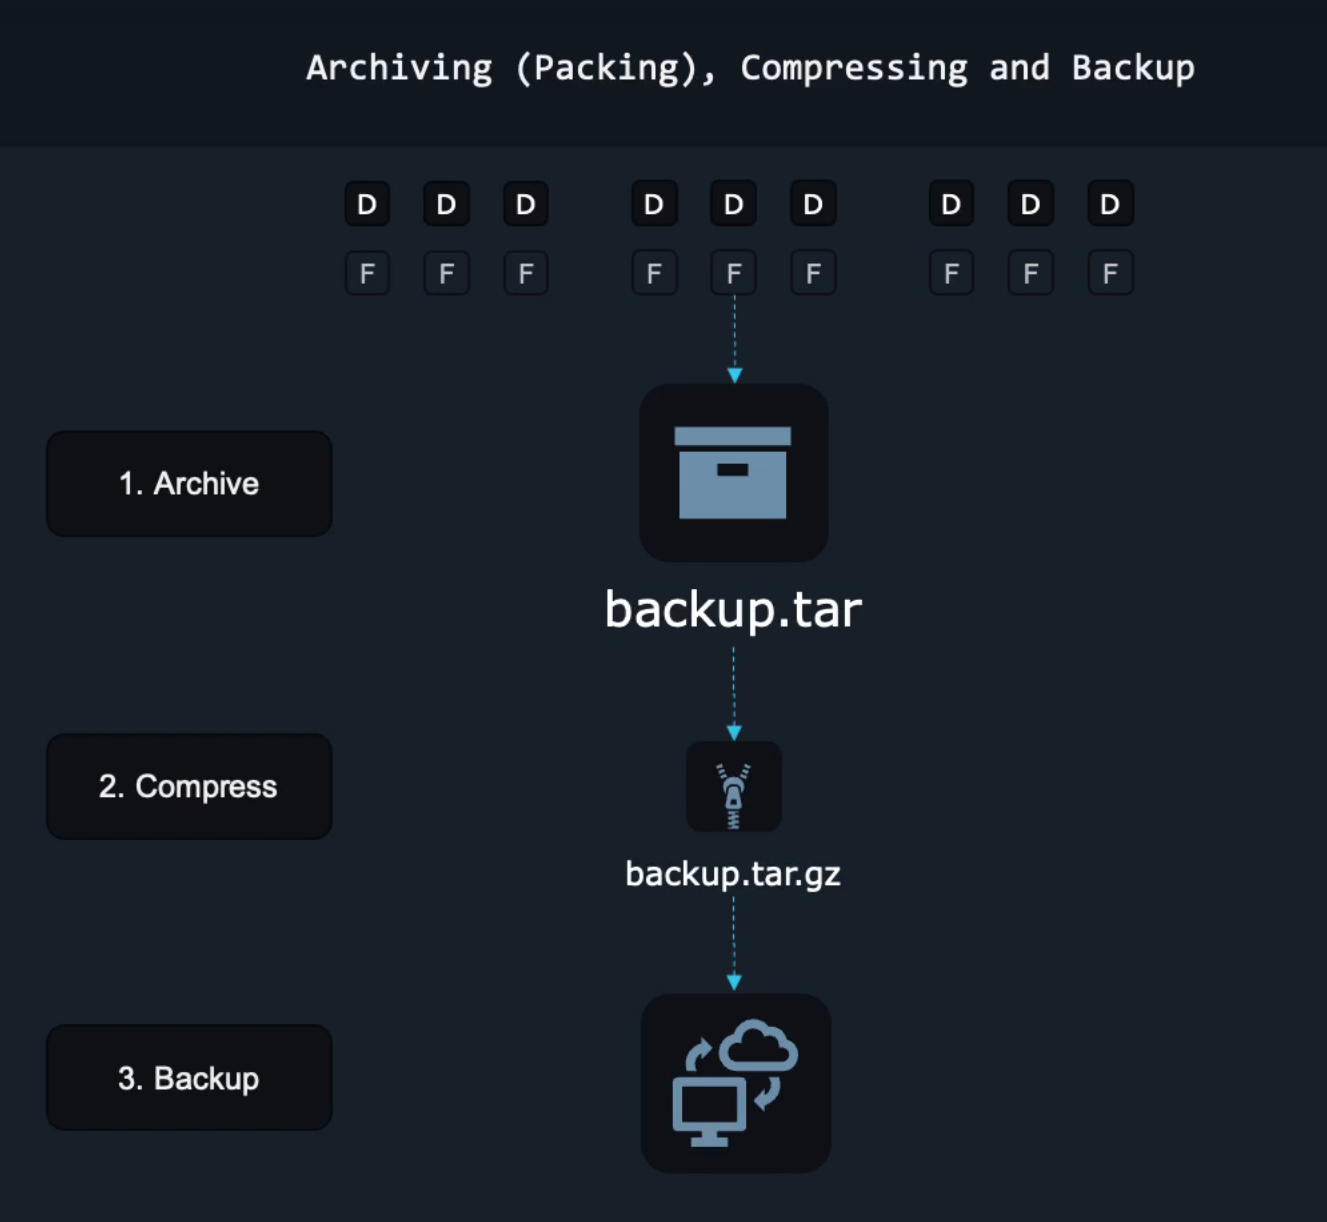 Archiving (Packing), Compressing and Backup
D D D D D D D D D
F F F F F F F F F
1. Archive
backup.tar
2. Compress
backup.tar.gz
3. Backup